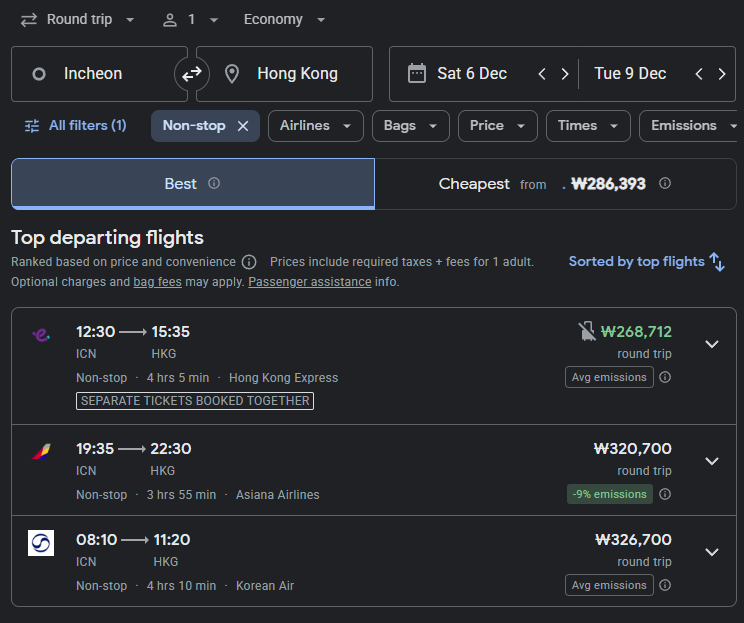 Round trip 1 Economy
Incheon Hong Kong Sat 6 Dec Tue 9 Dec
All filters (1) Non-stop Airlines Bags Price Times Emissions
Best Cheapest from ₩286,393
Top departing flights
Ranked based on price and convenience Prices include required taxes + fees for 1 adult.
Optional charges and bag fees may apply. Passenger assistance info.
Sorted by top flights
12:30 15:35 ₩268,712
ICN HKG round trip
Non-stop · 4 hrs 5 min · Hong Kong Express Avg emissions
SEPARATE TICKETS BOOKED TOGETHER
19:35 22:30 ₩320,700
ICN HKG round trip
Non-stop · 3 hrs 55 min · Asiana Airlines -9% emissions
08:10 11:20 ₩326,700
ICN HKG round trip
Non-stop · 4 hrs 10 min · Korean Air Avg emissions